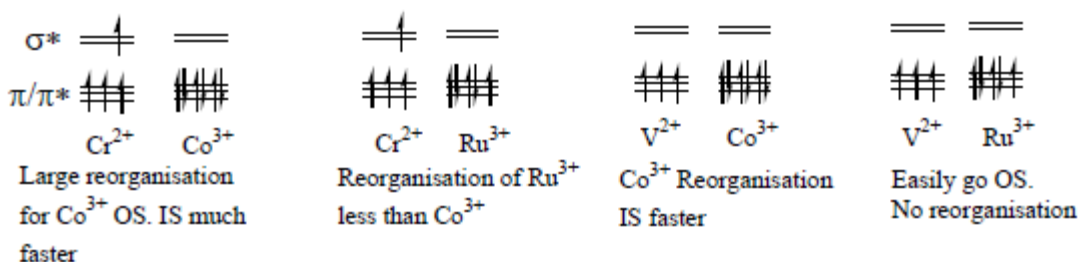 σ*
π/π*
Cr²⁺ Co³⁺ Cr²⁺ Ru³⁺ V²⁺ Co³⁺ V²⁺ Ru³⁺
Large reorganisation
for Co³⁺ OS. IS much
faster
Reorganisation of Ru³⁺
less than Co³⁺
Co³⁺ Reorganisation
IS faster
Easily go OS.
No reorganisation